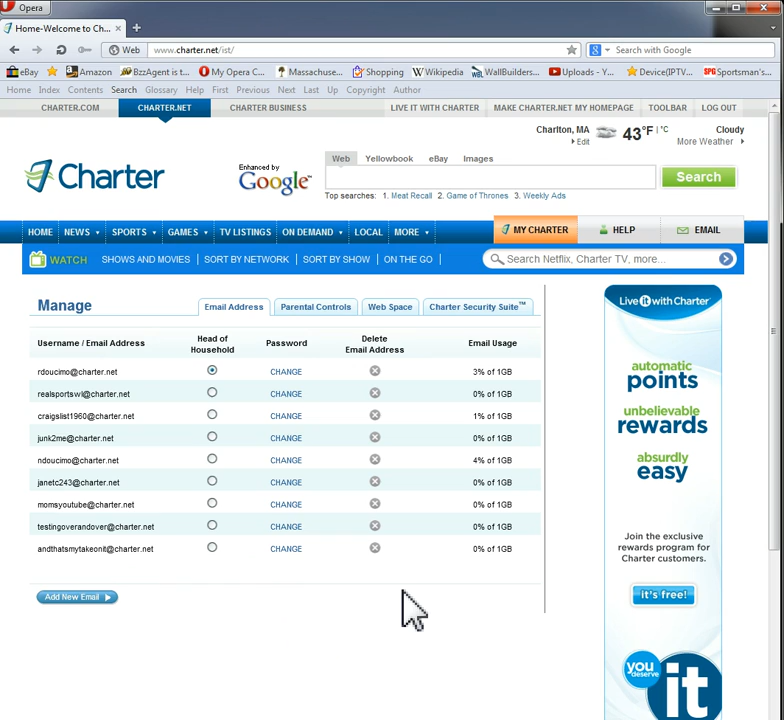 Opera
Home-Welcome to Ch...
Web www.charter.net/ist/ Search with Google
eBay Amazon BzzAgent is t... My Opera C... Massachuse... Shopping Wikipedia WallBuilders... Uploads - Y... Device(IPTV... Sportsman's...
Home Index Contents Search Glossary Help First Previous Next Last Up Copyright Author
CHARTER.COM CHARTER.NET CHARTER BUSINESS LIVE IT WITH CHARTER MAKE CHARTER.NET MY HOMEPAGE TOOLBAR LOG OUT
Charlton, MA 43°F | °C Cloudy
Edit More Weather
Charter
Enhanced by
Google™
Web Yellowbook eBay Images
Search
Top searches: 1. Meat Recall 2. Game of Thrones 3. Weekly Ads
HOME NEWS SPORTS GAMES TV LISTINGS ON DEMAND LOCAL MORE MY CHARTER HELP EMAIL
WATCH SHOWS AND MOVIES SORT BY NETWORK SORT BY SHOW ON THE GO Search Netflix, Charter TV, more...
Manage Email Address Parental Controls Web Space Charter Security Suite™
Username / Email Address Head of Household Password Delete Email Address Email Usage
rdoucimo@charter.net CHANGE 3% of 1GB
realsportswl@charter.net CHANGE 0% of 1GB
craigslist1960@charter.net CHANGE 1% of 1GB
junk2me@charter.net CHANGE 0% of 1GB
ndoucimo@charter.net CHANGE 4% of 1GB
janetc243@charter.net CHANGE 0% of 1GB
momsyoutube@charter.net CHANGE 0% of 1GB
testingoverandover@charter.net CHANGE 0% of 1GB
andthatsmytakeonit@charter.net CHANGE 0% of 1GB
Add New Email
Live it with Charter
automatic
points
unbelievable
rewards
absurdly
easy
Join the exclusive
rewards program for
Charter customers.
it's free!
you
deserve
it